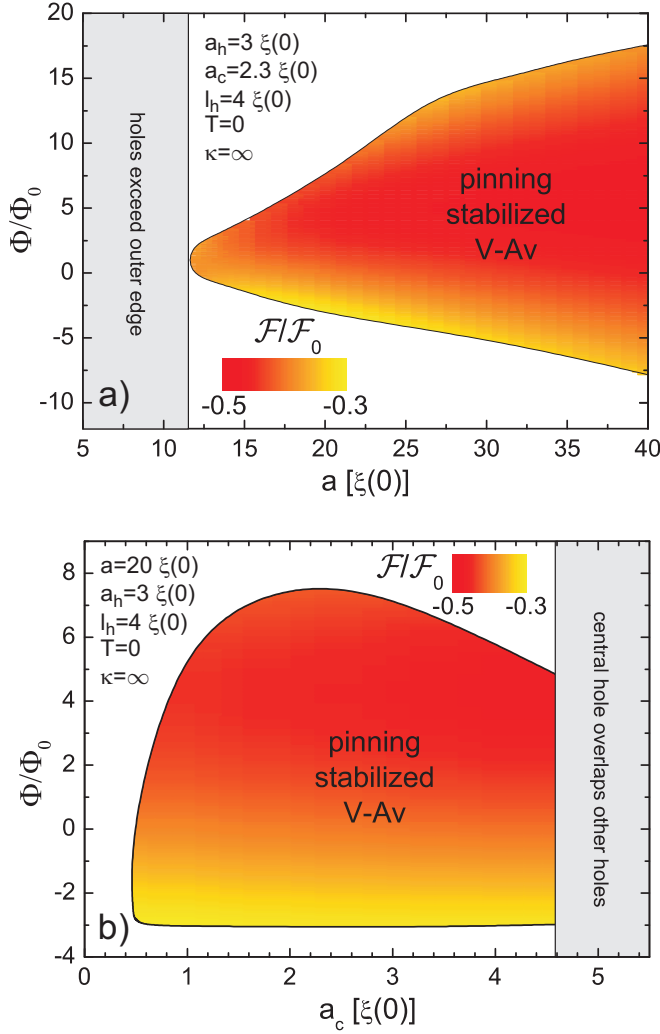 20
15
10
5
0
-5
-10
Φ/Φ₀
holes exceed outer edge
a_h=3 ξ(0)
a_c=2.3 ξ(0)
l_h=4 ξ(0)
T=0
κ=∞
pinning
stabilized
V-Av
ℱ/ℱ₀
-0.5 -0.3
a)
5 10 15 20 25 30 35 40
a [ξ(0)]
8
6
4
2
0
-2
-4
Φ/Φ₀
a=20 ξ(0)
a_h=3 ξ(0)
l_h=4 ξ(0)
T=0
κ=∞
ℱ/ℱ₀
-0.5 -0.3
pinning
stabilized
V-Av
central hole overlaps other holes
b)
0 1 2 3 4 5
a_c [ξ(0)]